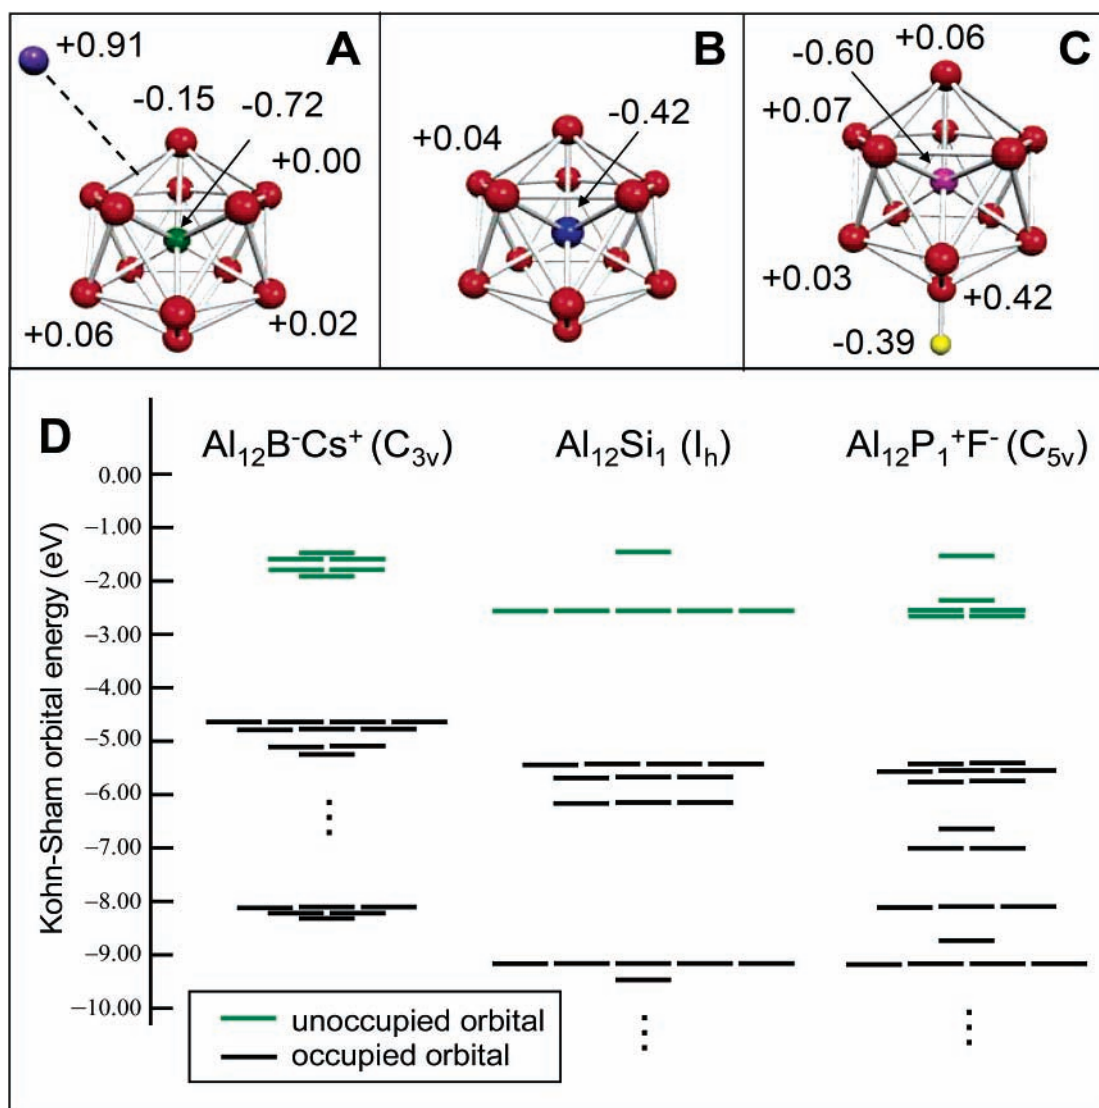 A
+0.91
-0.15
-0.72
+0.00
+0.06
+0.02
B
+0.04
-0.42
C
+0.06
-0.60
+0.07
+0.03
+0.42
-0.39
D
Al₁₂B⁻Cs⁺ (C₃ᵥ)
Al₁₂Si₁ (Iₕ)
Al₁₂P₁⁺F⁻ (C₅ᵥ)
Kohn-Sham orbital energy (eV)
0.00
−1.00
−2.00
−3.00
−4.00
−5.00
−6.00
−7.00
−8.00
−9.00
−10.00
unoccupied orbital
occupied orbital